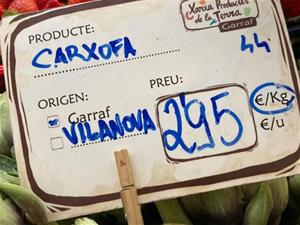 Xarxa Productes
de la Terra
Garraf
PRODUCTE:
CARXOFA 44
ORIGEN: PREU:
Garraf
VILANOVA 2'95 €/Kg
€/u